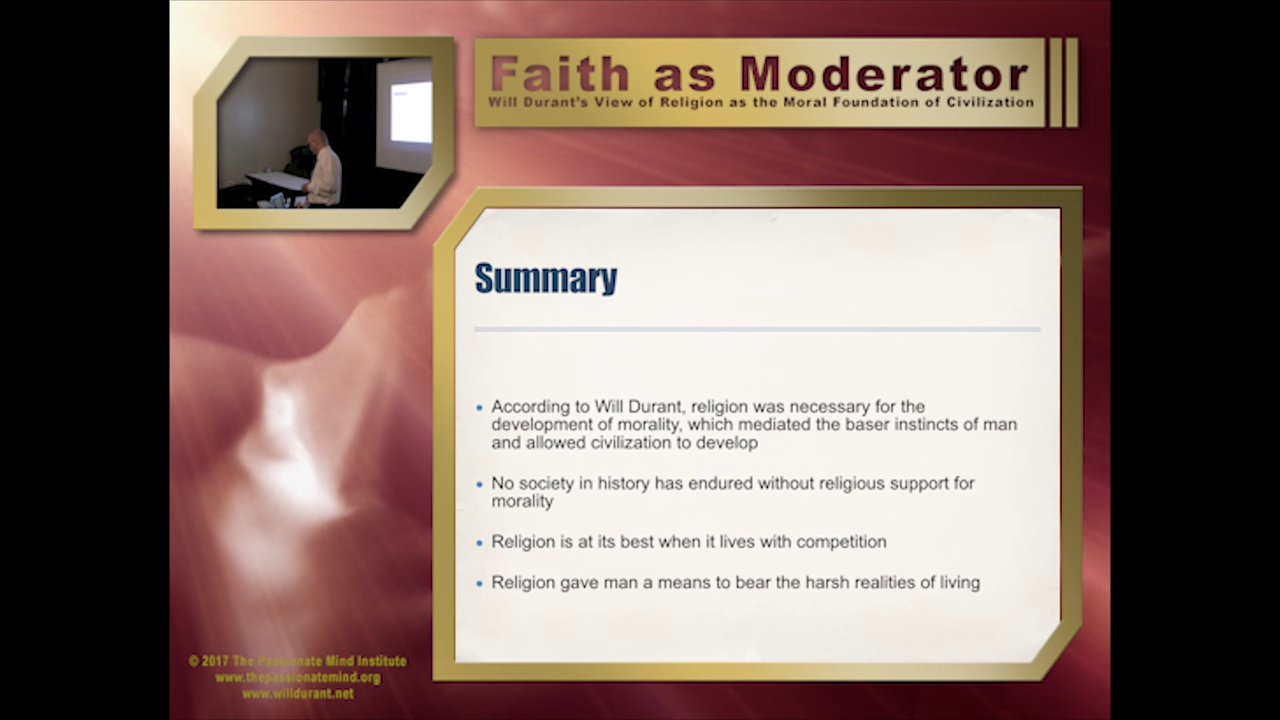 Faith as Moderator
Will Durant's View of Religion as the Moral Foundation of Civilization
Summary
• According to Will Durant, religion was necessary for the
development of morality, which mediated the baser instincts of man
and allowed civilization to develop
• No society in history has endured without religious support for
morality
• Religion is at its best when it lives with competition
• Religion gave man a means to bear the harsh realities of living
© 2017 The Passionate Mind Institute
www.thepassionatemind.org
www.willdurant.net